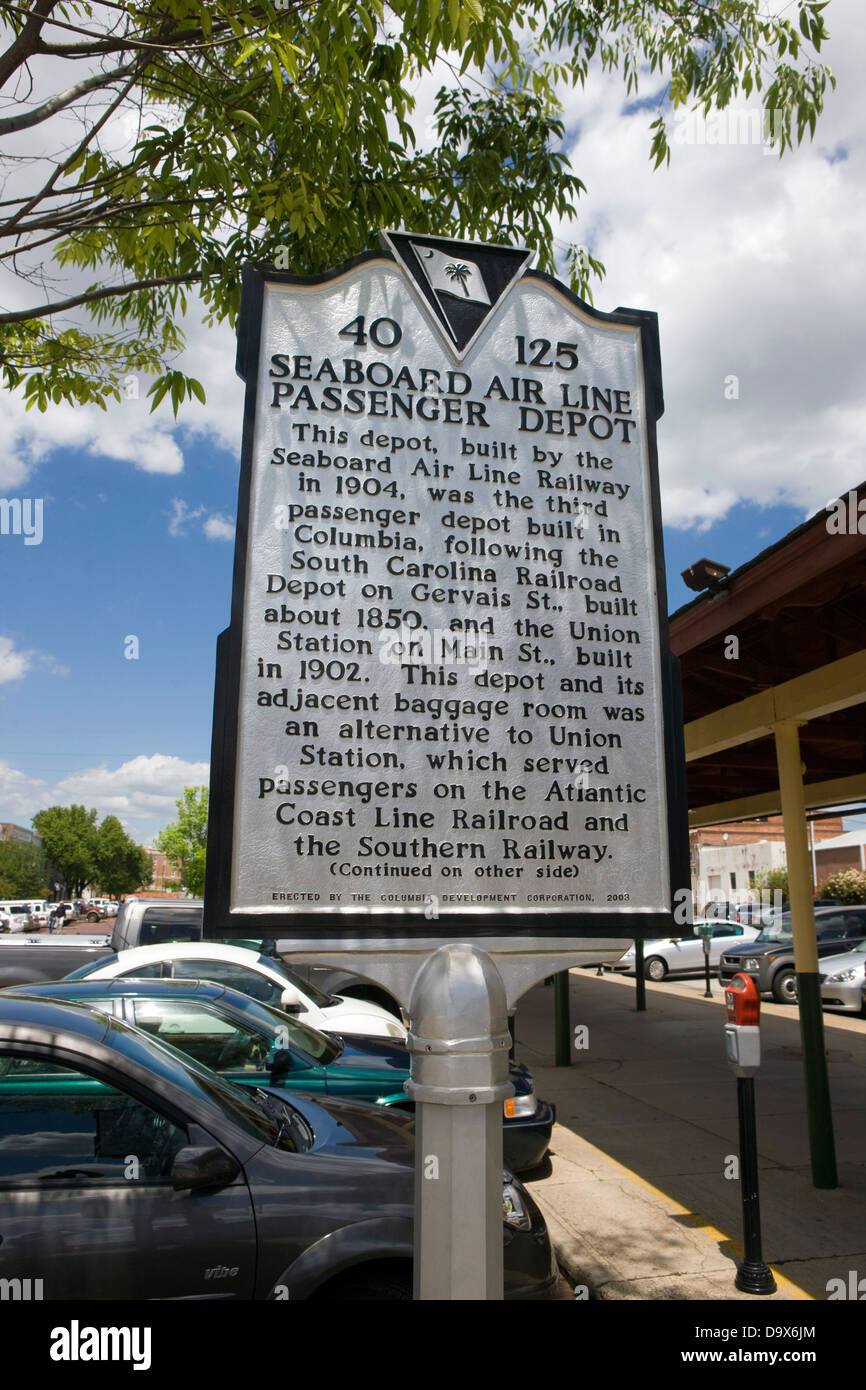 40 125
SEABOARD AIR LINE
PASSENGER DEPOT
This depot, built by the
Seaboard Air Line Railway
in 1904, was the third
passenger depot built in
Columbia, following the
South Carolina Railroad
Depot on Gervais St., built
about 1850, and the Union
Station on Main St., built
in 1902. This depot and its
adjacent baggage room was
an alternative to Union
Station, which served
passengers on the Atlantic
Coast Line Railroad and
the Southern Railway.
(Continued on other side)
ERECTED BY THE COLUMBIA DEVELOPMENT CORPORATION, 2003
vibe
alamy
alamy
Image ID: D9X6JM
www.alamy.com